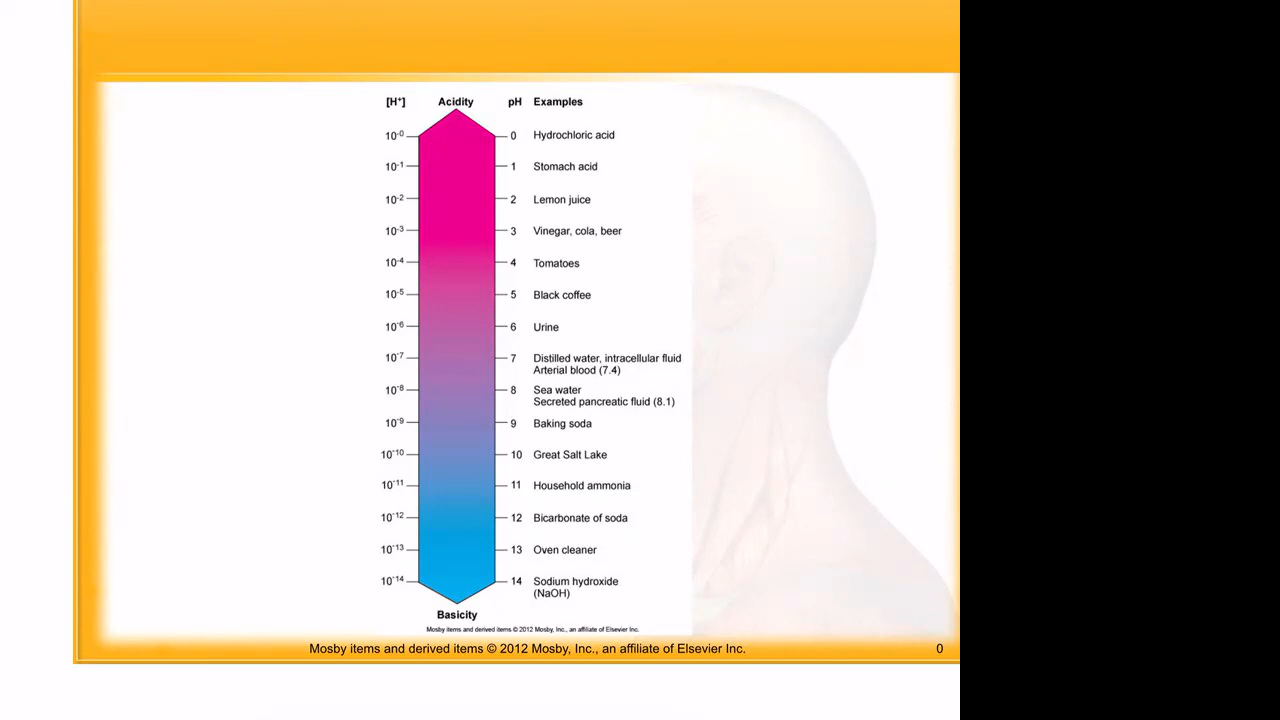 [H⁺] Acidity pH Examples
10⁻⁰ 0 Hydrochloric acid
10⁻¹ 1 Stomach acid
10⁻² 2 Lemon juice
10⁻³ 3 Vinegar, cola, beer
10⁻⁴ 4 Tomatoes
10⁻⁵ 5 Black coffee
10⁻⁶ 6 Urine
10⁻⁷ 7 Distilled water, intracellular fluid
Arterial blood (7.4)
10⁻⁸ 8 Sea water
Secreted pancreatic fluid (8.1)
10⁻⁹ 9 Baking soda
10⁻¹⁰ 10 Great Salt Lake
10⁻¹¹ 11 Household ammonia
10⁻¹² 12 Bicarbonate of soda
10⁻¹³ 13 Oven cleaner
10⁻¹⁴ 14 Sodium hydroxide
(NaOH)
Basicity
Mosby items and derived items © 2012 Mosby, Inc., an affiliate of Elsevier Inc.
Mosby items and derived items © 2012 Mosby, Inc., an affiliate of Elsevier Inc. 0